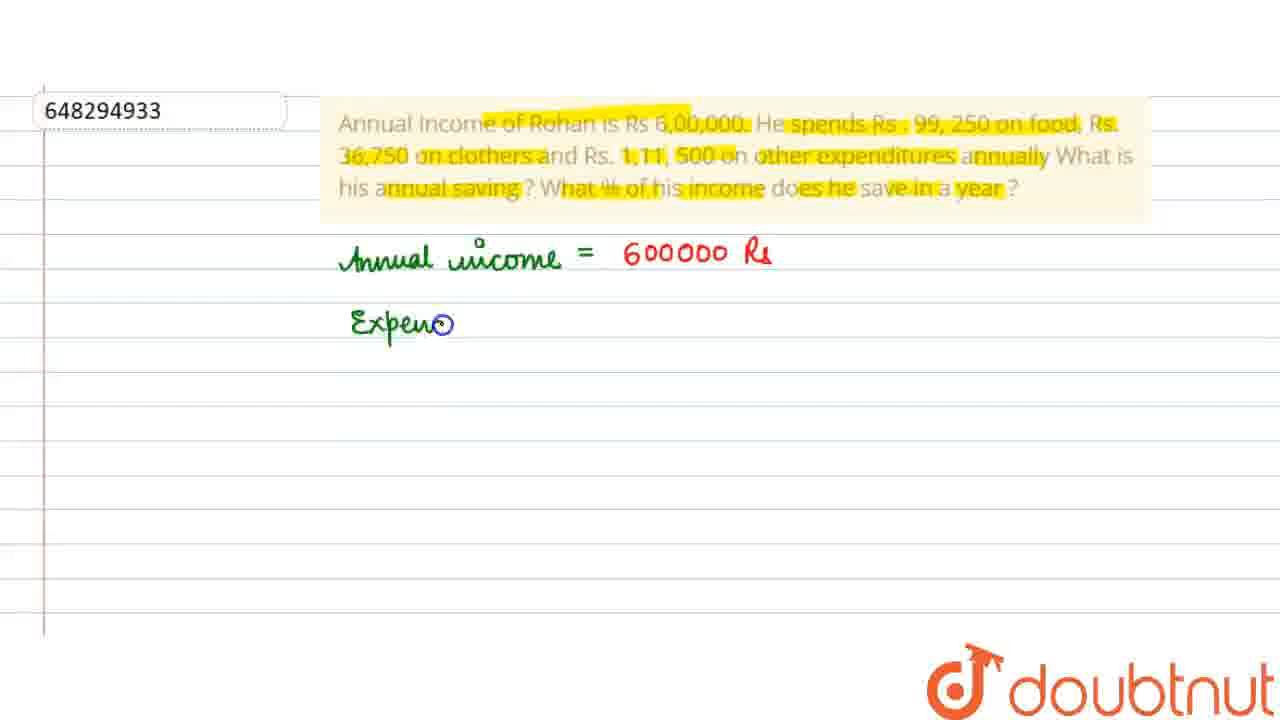 648294933
Annual Income of Rohan is Rs 6,00,000. He spends Rs . 99, 250 on food, Rs.
36,750 on clothers and Rs. 1,11, 500 on other expenditures annually What is
his annual saving ? What % of his income does he save in a year ?
Annual income = 600000 Rs
Expen
doubtnut